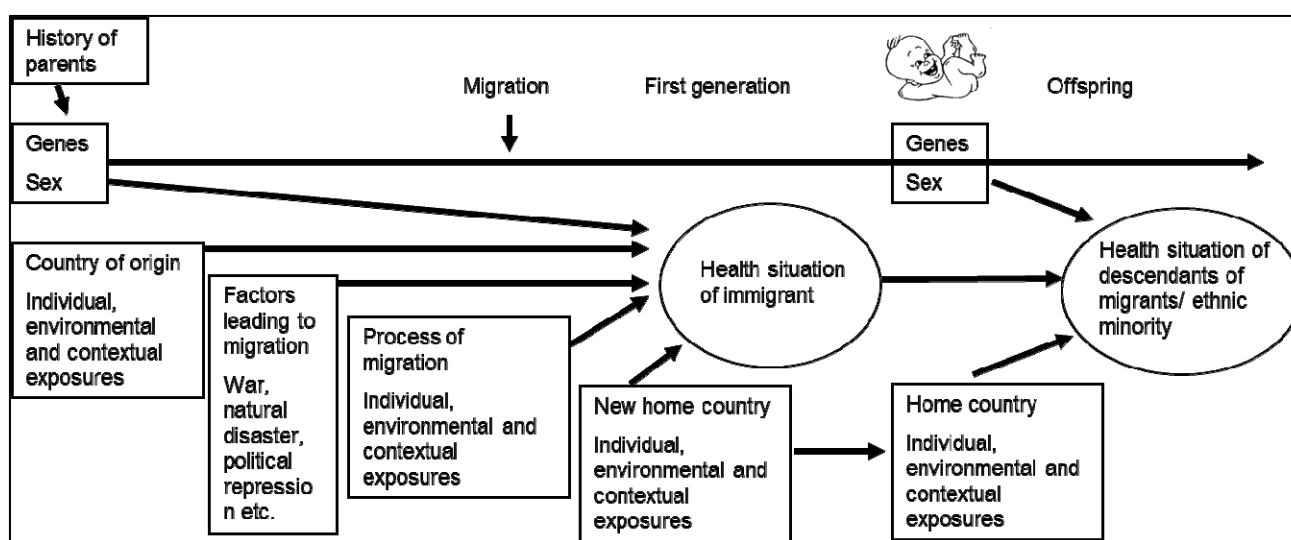 History of
parents
Migration
First generation
Offspring
Genes
Sex
Genes
Sex
Country of origin
Individual,
environmental
and contextual
exposures
Factors
leading to
migration
War,
natural
disaster,
political
repressio
n etc.
Process of
migration
Individual,
environmental and
contextual
exposures
Health situation
of immigrant
New home country
Individual,
environmental and
contextual
exposures
Home country
Individual,
environmental and
contextual
exposures
Health situation of
descendants of
migrants/ ethnic
minority